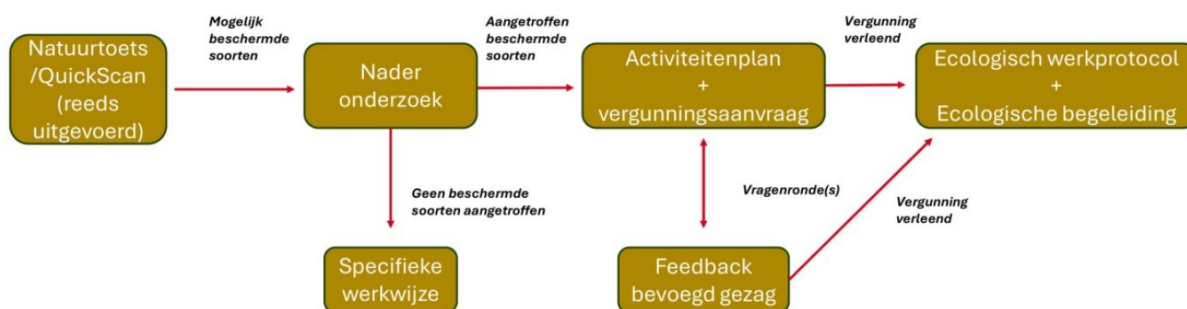 Natuurtoets
/QuickScan
(reeds
uitgevoerd)
Mogelijk
beschermde
soorten
Nader
onderzoek
Aangetroffen
beschermde
soorten
Activiteitenplan
+
vergunningsaanvraag
Vergunning
verleend
Ecologisch werkprotocol
+
Ecologische begeleiding
Geen beschermde
soorten aangetroffen
Vragenronde(s)
Vergunning
verleend
Specifieke
werkwijze
Feedback
bevoegd gezag